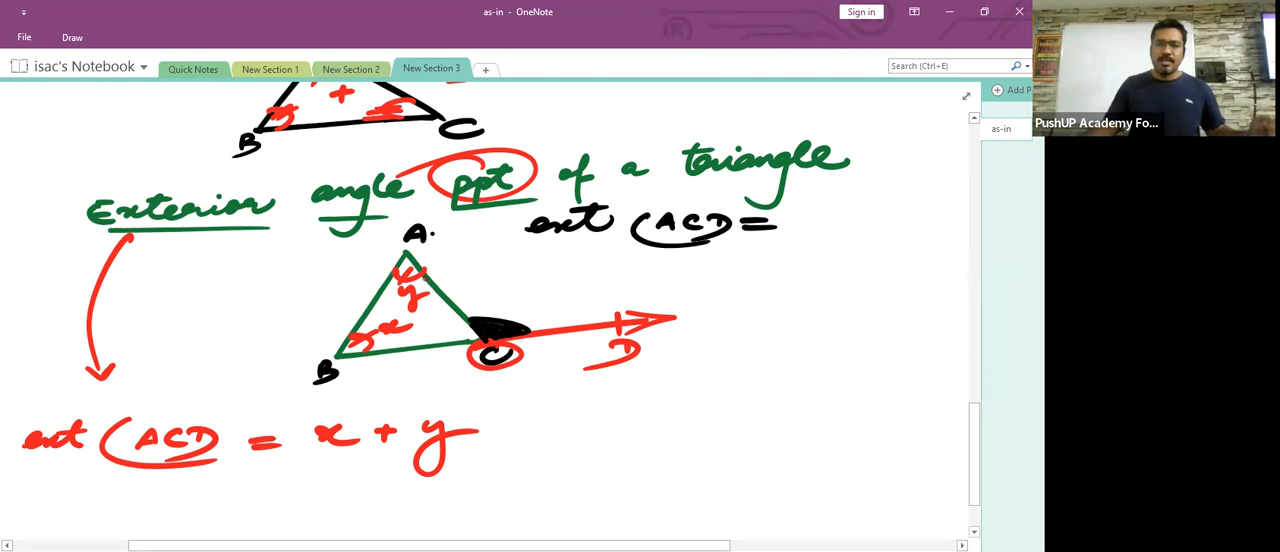 as-in - OneNote
Sign in
File
Draw
isac's Notebook
Quick Notes
New Section 1
New Section 2
New Section 3
+
Search (Ctrl+E)
Add P
as-in
PushUP Academy Fo...
+
B
C
Exterior angle ppt of a triangle
ext (ACD =
A
y
x
B
C
D
ext (ACD = x + y